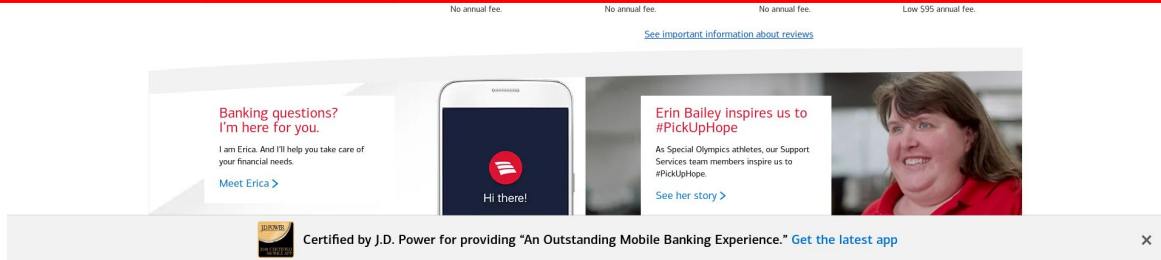 No annual fee.
No annual fee.
No annual fee.
Low $95 annual fee.
See important information about reviews
Banking questions?
I'm here for you.
I am Erica. And I'll help you take care of
your financial needs.
Meet Erica >
Hi there!
Erin Bailey inspires us to
#PickUpHope
As Special Olympics athletes, our Support
Services team members inspire us to
#PickUpHope.
See her story >
J.D. POWER
Certified by J.D. Power for providing “An Outstanding Mobile Banking Experience.” Get the latest app